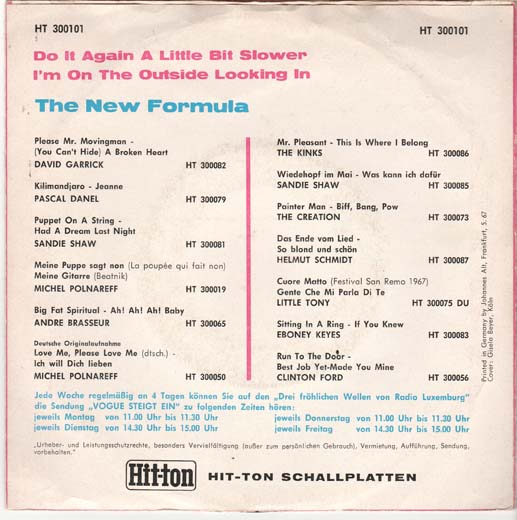 HT 300101
HT 300101
Do It Again A Little Bit Slower
I'm On The Outside Looking In
The New Formula
Please Mr. Movingman -
(You Can't Hide) A Broken Heart
DAVID GARRICK HT 300082
Kilimandjaro - Jeanne
PASCAL DANEL HT 300079
Puppet On A String -
Had A Dream Last Night
SANDIE SHAW HT 300081
Meine Puppe sagt non (La poupée qui fait non)
Meine Gitarre (Beatnik)
MICHEL POLNAREFF HT 300019
Big Fat Spiritual - Ah! Ah! Ah! Baby
ANDRE BRASSEUR HT 300065
Deutsche Originalaufnahme
Love Me, Please Love Me (dtsch.) -
Ich will Dich lieben
MICHEL POLNAREFF HT 300050
Mr. Pleasant - This Is Where I Belong
THE KINKS HT 300086
Wiedehopf im Mai - Was kann ich dafür
SANDIE SHAW HT 300085
Painter Man - Biff, Bang, Pow
THE CREATION HT 300073
Das Ende vom Lied -
So blond und schön
HELMUT SCHMIDT HT 300087
Cuore Matto (Festival San Remo 1967)
Gente Che Mi Parla Di Te
LITTLE TONY HT 300075 DU
Sitting In A Ring - If You Knew
EBONEY KEYES HT 300083
Run To The Door -
Best Job Yet-Made You Mine
CLINTON FORD HT 300056
Printed in Germany by Johannes Alt, Frankfurt, 5. 67
Cover: Gisela Beyer, Köln
Jede Woche regelmäßig an 4 Tagen können Sie auf den „Drei fröhlichen Wellen von Radio Luxemburg"
die Sendung „VOGUE STEIGT EIN" zu folgenden Zeiten hören:
jeweils Montag von 11.00 Uhr bis 11.30 Uhr jeweils Donnerstag von 11.00 Uhr bis 11.30 Uhr
jeweils Dienstag von 14.30 Uhr bis 15.00 Uhr jeweils Freitag von 14.30 Uhr bis 15.00 Uhr
„Urheber- und Leistungsschutzrechte, besonders Vervielfältigung (außer zum persönlichen Gebrauch), Vermietung, Aufführung, Sendung,
vorbehalten."
Hit-ton HIT-TON SCHALLPLATTEN